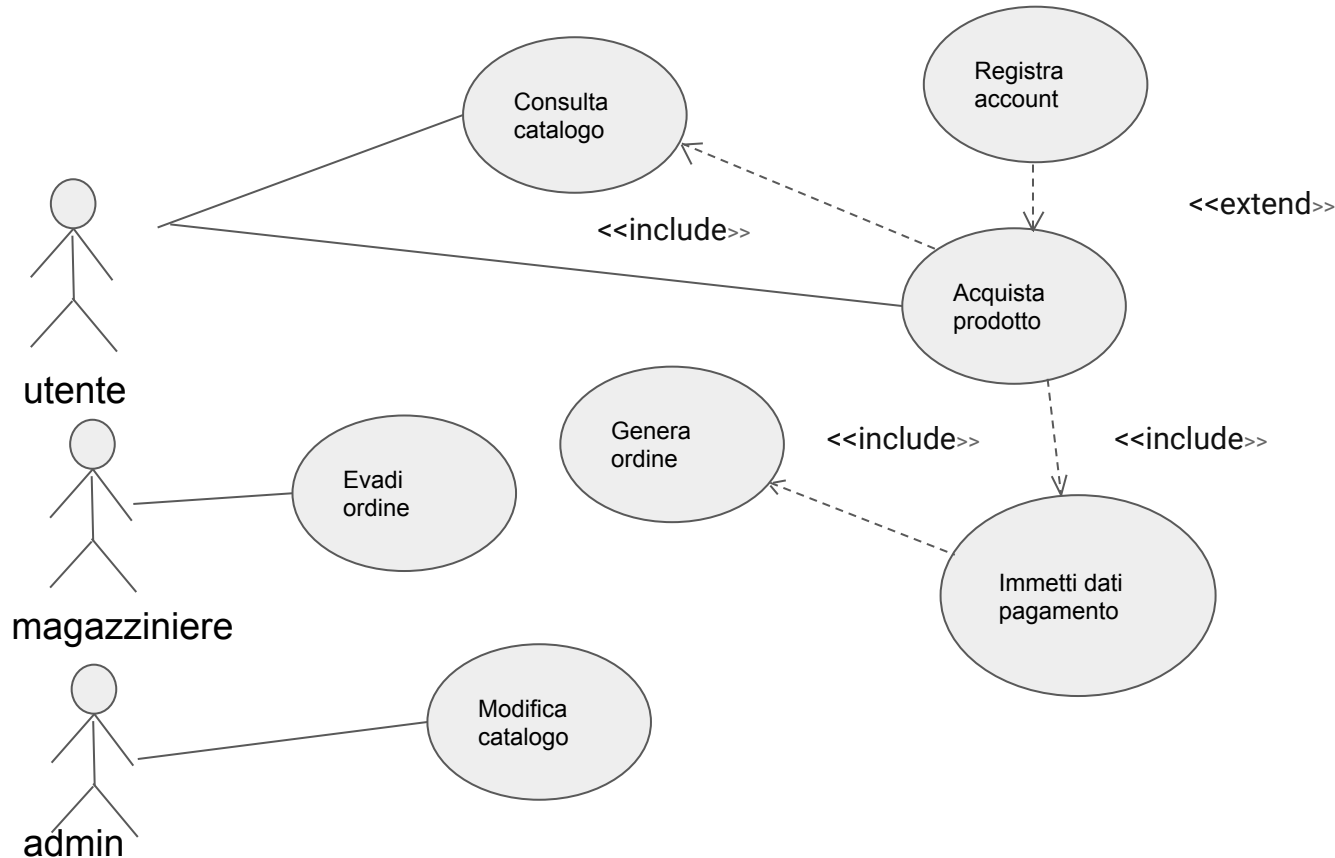 Registra
account
Consulta
catalogo
<<extend>>
<<include>>
Acquista
prodotto
utente
Genera
ordine
<<include>>
<<include>>
Evadi
ordine
Immetti dati
pagamento
magazziniere
Modifica
catalogo
admin